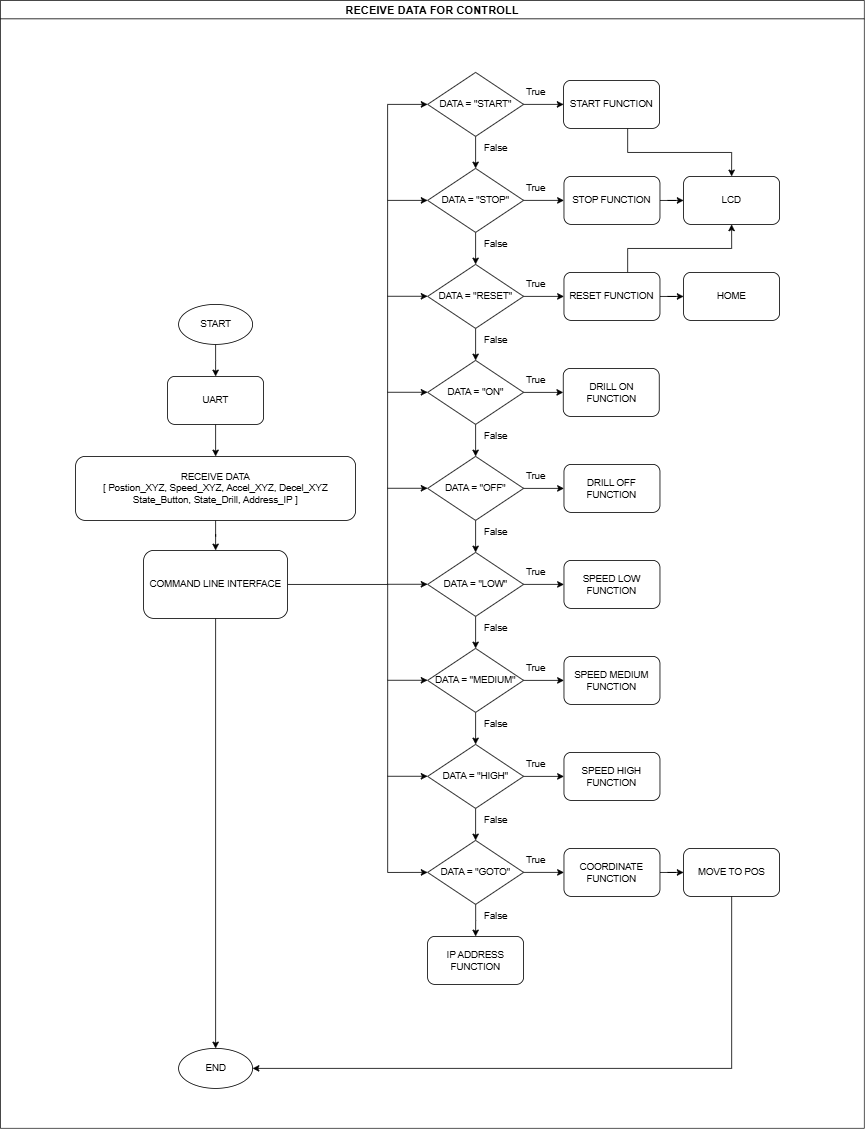 RECEIVE DATA FOR CONTROLL
START
UART
RECEIVE DATA
[ Postion_XYZ, Speed_XYZ, Accel_XYZ, Decel_XYZ
State_Button, State_Drill, Address_IP ]
COMMAND LINE INTERFACE
DATA = "START"
True
START FUNCTION
False
DATA = "STOP"
True
STOP FUNCTION
LCD
False
DATA = "RESET"
True
RESET FUNCTION
HOME
False
DATA = "ON"
True
DRILL ON
FUNCTION
False
DATA = "OFF"
True
DRILL OFF
FUNCTION
False
DATA = "LOW"
True
SPEED LOW
FUNCTION
False
DATA = "MEDIUM"
True
SPEED MEDIUM
FUNCTION
False
DATA = "HIGH"
True
SPEED HIGH
FUNCTION
False
DATA = "GOTO"
True
COORDINATE
FUNCTION
MOVE TO POS
False
IP ADDRESS
FUNCTION
END